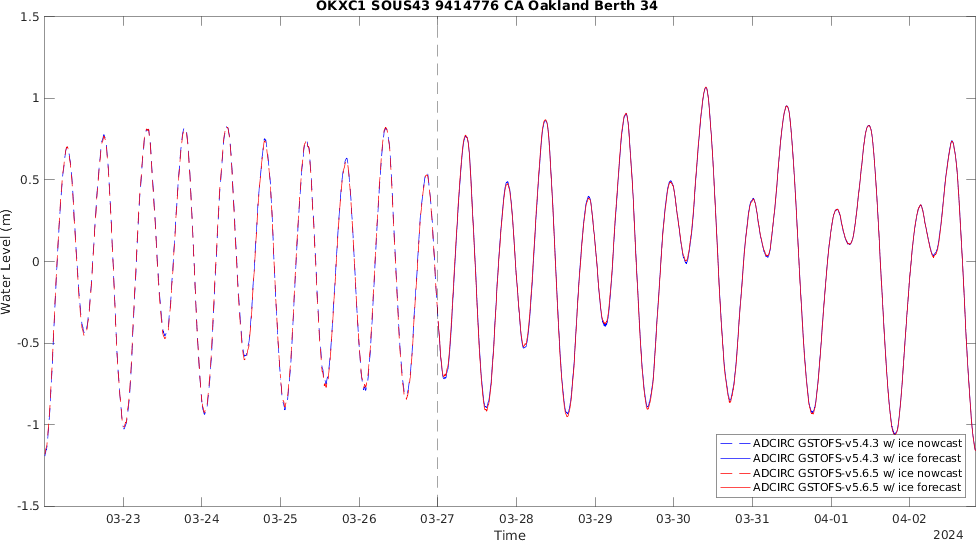 OKXC1 SOUS43 9414776 CA Oakland Berth 34
1.5
1
0.5
0
-0.5
-1
-1.5
Water Level (m)
03-23 03-24 03-25 03-26 03-27 03-28 03-29 03-30 03-31 04-01 04-02
Time
2024
ADCIRC GSTOFS-v5.4.3 w/ ice nowcast
ADCIRC GSTOFS-v5.4.3 w/ ice forecast
ADCIRC GSTOFS-v5.6.5 w/ ice nowcast
ADCIRC GSTOFS-v5.6.5 w/ ice forecast